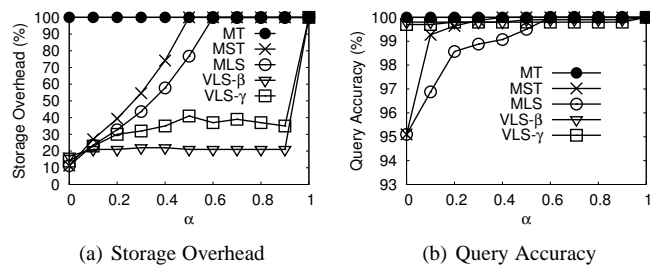 100
90
80
70
60
50
40
30
20
10
0
Storage Overhead (%)
MT
MST
MLS
VLS-β
VLS-γ
0 0.2 0.4 0.6 0.8 1
α
(a) Storage Overhead
100
99
98
97
96
95
94
93
Query Accuracy (%)
MT
MST
MLS
VLS-β
VLS-γ
0 0.2 0.4 0.6 0.8 1
α
(b) Query Accuracy